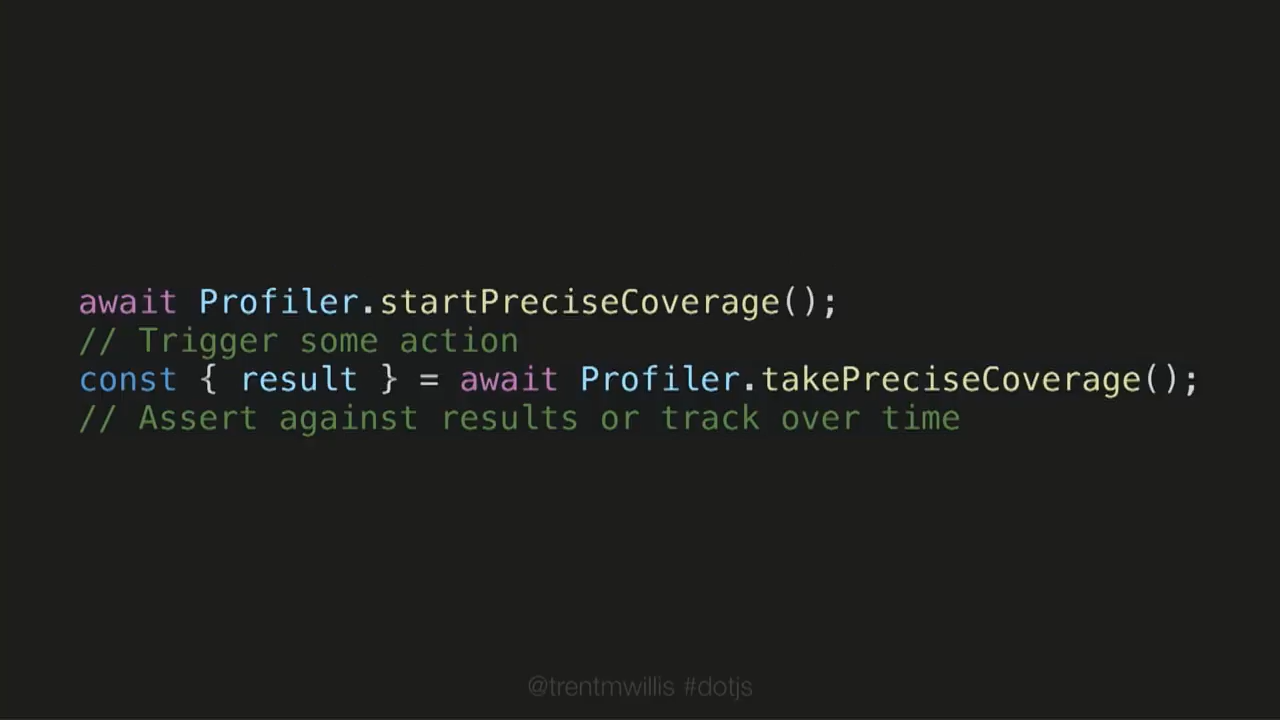 await Profiler.startPreciseCoverage();
// Trigger some action
const { result } = await Profiler.takePreciseCoverage();
// Assert against results or track over time
@trentmwillis #dotjs